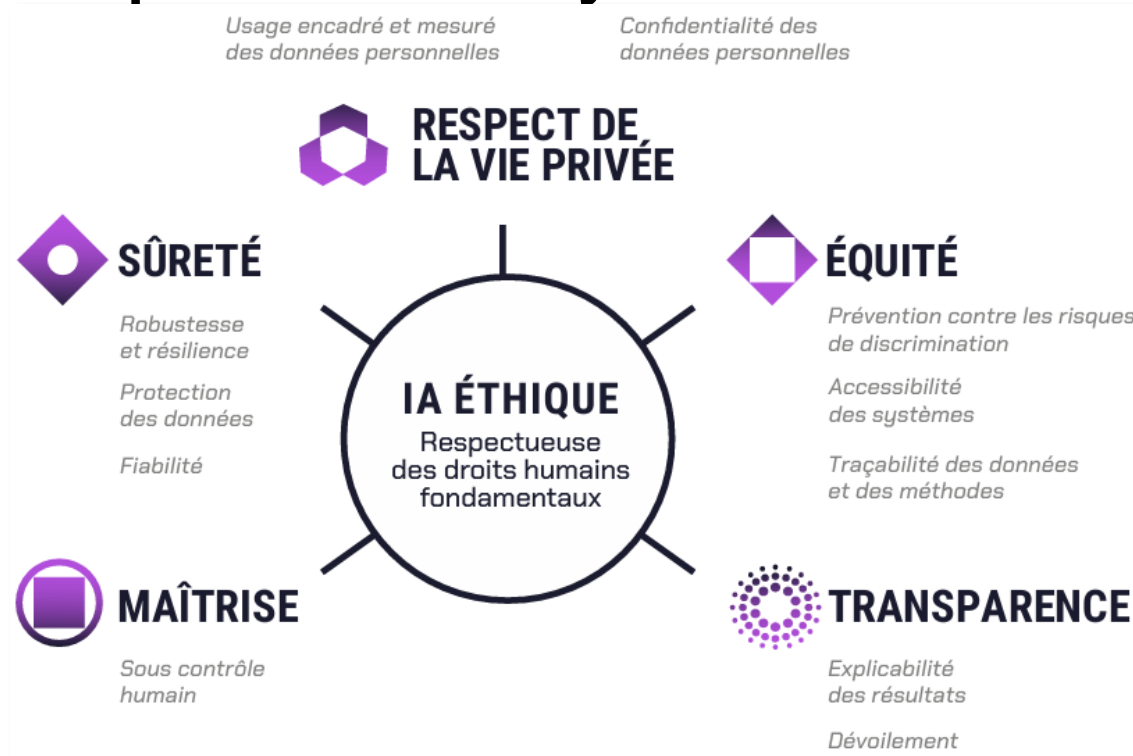 Usage encadré et mesuré
des données personnelles
Confidentialité des
données personnelles
RESPECT DE
LA VIE PRIVÉE
SÛRETÉ
Robustesse
et résilience
Protection
des données
Fiabilité
ÉQUITÉ
Prévention contre les risques
de discrimination
Accessibilité
des systèmes
Traçabilité des données
et des méthodes
IA ÉTHIQUE
Respectueuse
des droits humains
fondamentaux
MAÎTRISE
Sous contrôle
humain
TRANSPARENCE
Explicabilité
des résultats
Dévoilement